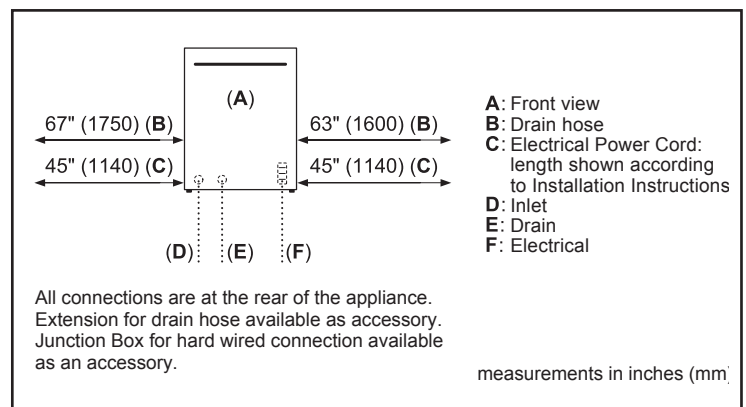 (A)
67" (1750) (B)
63" (1600) (B)
45" (1140) (C)
45" (1140) (C)
(D)
(E)
(F)
A: Front view
B: Drain hose
C: Electrical Power Cord:
length shown according
to Installation Instructions
D: Inlet
E: Drain
F: Electrical
All connections are at the rear of the appliance.
Extension for drain hose available as accessory.
Junction Box for hard wired connection available
as an accessory.
measurements in inches (mm)